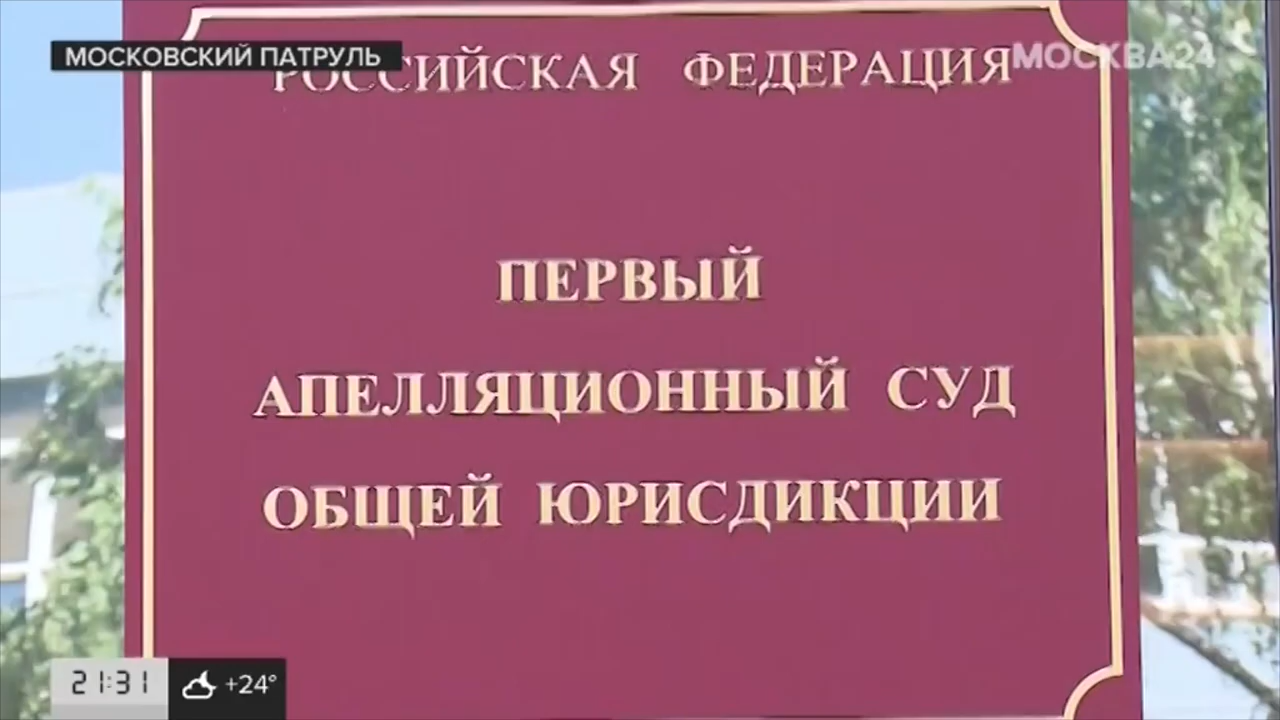 МОСКОВСКИЙ ПАТРУЛЬ
МОСКВА24
РОССИЙСКАЯ ФЕДЕРАЦИЯ
ПЕРВЫЙ
АПЕЛЛЯЦИОННЫЙ СУД
ОБЩЕЙ ЮРИСДИКЦИИ
21:31 +24°